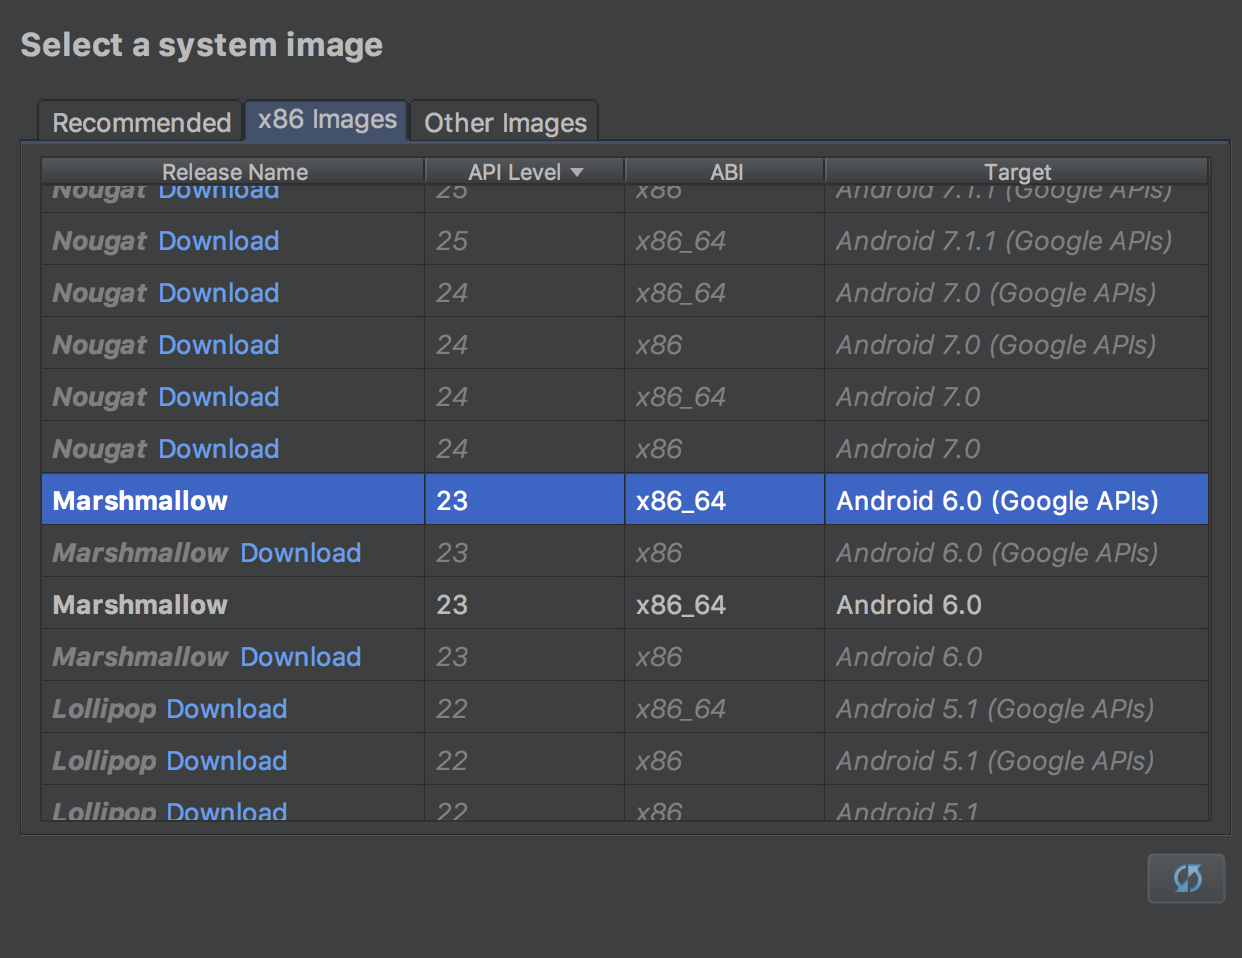 Select a system image
Recommended x86 Images Other Images
Release Name API Level ABI Target
Nougat Download 25 x86 Android 7.1.1 (Google APIs)
Nougat Download 25 x86_64 Android 7.1.1 (Google APIs)
Nougat Download 24 x86_64 Android 7.0 (Google APIs)
Nougat Download 24 x86 Android 7.0 (Google APIs)
Nougat Download 24 x86_64 Android 7.0
Nougat Download 24 x86 Android 7.0
Marshmallow 23 x86_64 Android 6.0 (Google APIs)
Marshmallow Download 23 x86 Android 6.0 (Google APIs)
Marshmallow 23 x86_64 Android 6.0
Marshmallow Download 23 x86 Android 6.0
Lollipop Download 22 x86_64 Android 5.1 (Google APIs)
Lollipop Download 22 x86 Android 5.1 (Google APIs)
Lollipop Download 22 x86 Android 5.1